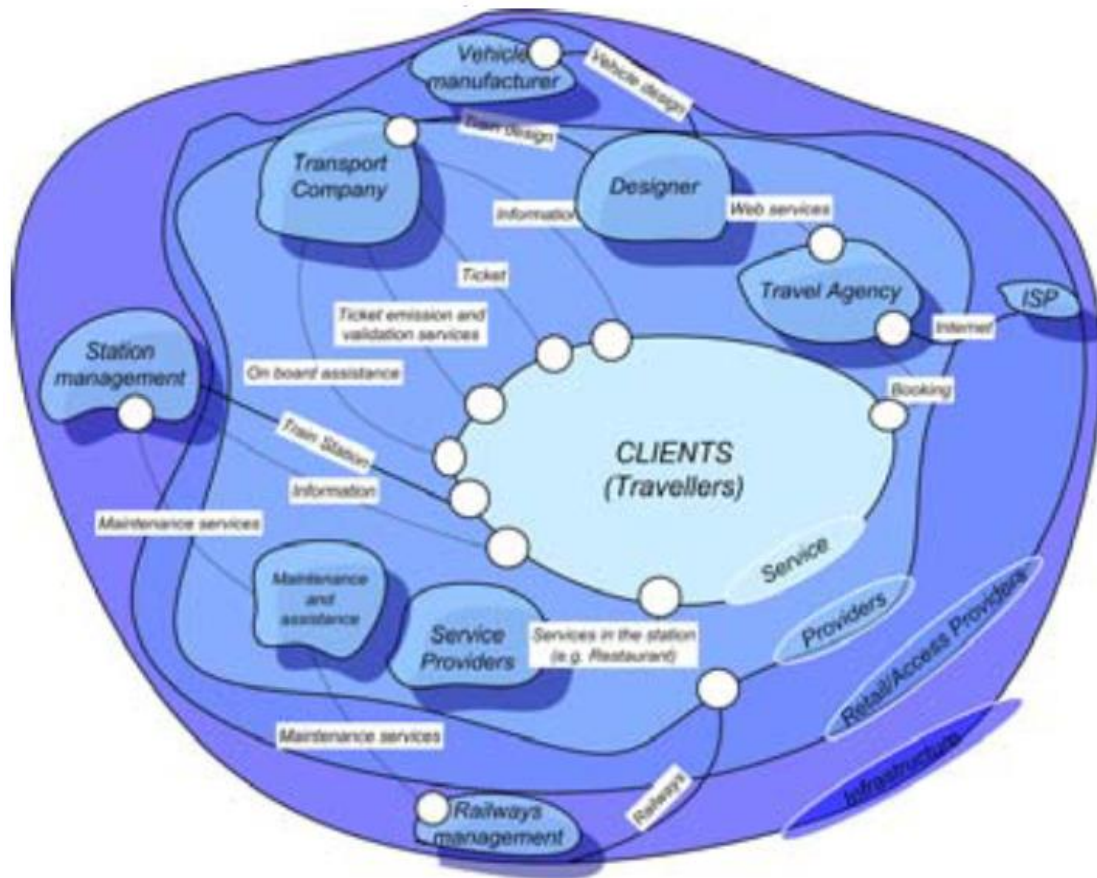 Vehicle
manufacturer
Vehicle design
Train design
Transport
Company
Designer
Information
Web services
Ticket
Travel Agency
ISP
Internet
Ticket emission and
validation services
Station
management
On board assistance
Booking
Train Station
CLIENTS
(Travellers)
Information
Maintenance services
Service
Maintenance
and
assistance
Providers
Service
Providers
Services in the station
(e.g. Restaurant)
Retail/Access Providers
Maintenance services
Infrastructure
Railways
Railways
management